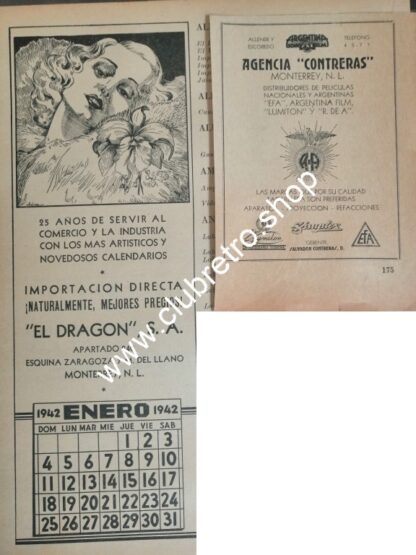 25 AÑOS DE SERVIR AL
COMERCIO Y LA INDUSTRIA
CON LOS MAS ARTISTICOS Y
NOVEDOSOS CALENDARIOS
IMPORTACION DIRECTA
¡NATURALMENTE, MEJORES PRECIOS!
"EL DRAGON", S. A.
APARTADO
ESQUINA ZARAGOZA DEL LLANO
MONTERREY, N. L.
1942 ENERO 1942
DOM LUN MAR MIE JUE VIE SAB
1 2 3
4 5 6 7 8 9 10
11 12 13 14 15 16 17
18 19 20 21 22 23 24
25 26 27 28 29 30 31
ALLENDE Y
ESCOBEDO
ARGENTINA
TELEFONO
AGENCIA "CONTRERAS"
MONTERREY, N. L.
DISTRIBUIDORES DE PELICULAS
NACIONALES Y ARGENTINAS
"EFA", ARGENTINA FILM,
"LUMITON" Y "R. DE A".
LAS MARCAS QUE POR SU CALIDAD
SON PREFERIDAS
PROYECCION - REFACCIONES
GERENTE
SALVADOR CONTRERAS, D.
EFA
175
www.clubretro.shop